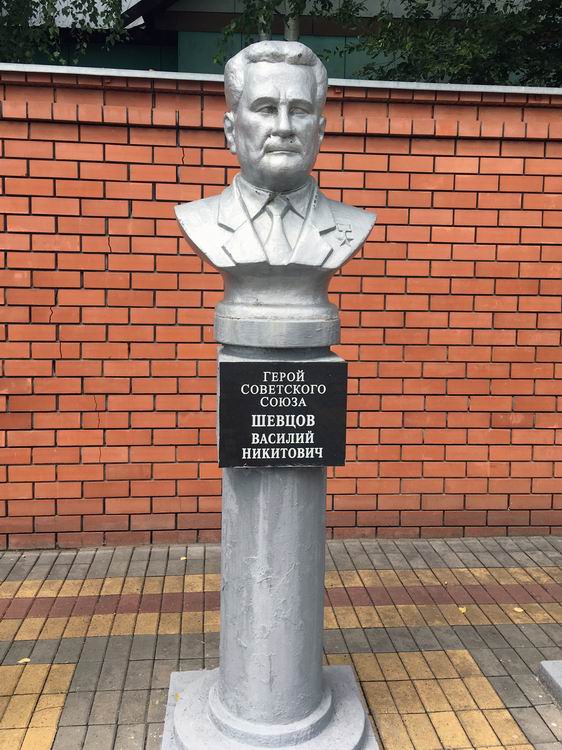 ГЕРОЙ
СОВЕТСКОГО
СОЮЗА
ШЕВЦОВ
ВАСИЛИЙ
НИКИТОВИЧ